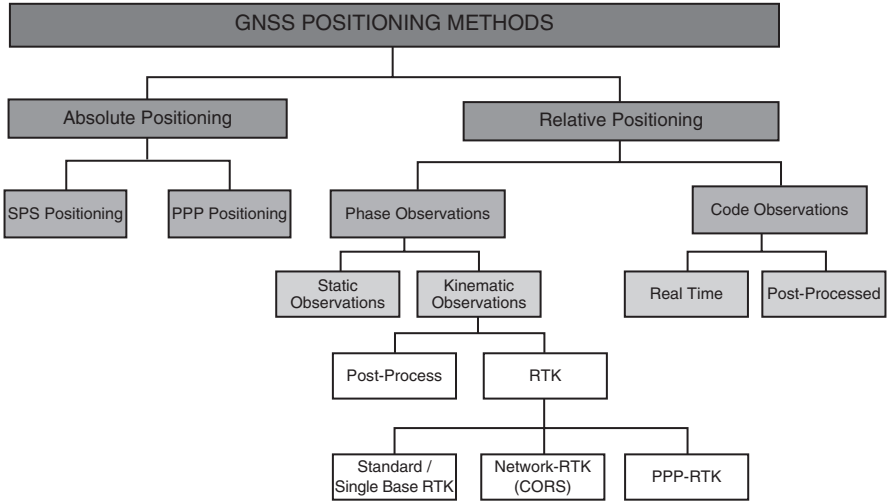 GNSS POSITIONING METHODS
Absolute Positioning
Relative Positioning
SPS Positioning
PPP Positioning
Phase Observations
Code Observations
Static
Observations
Kinematic
Observations
Real Time
Post-Processed
Post-Process
RTK
Standard /
Single Base RTK
Network-RTK
(CORS)
PPP-RTK